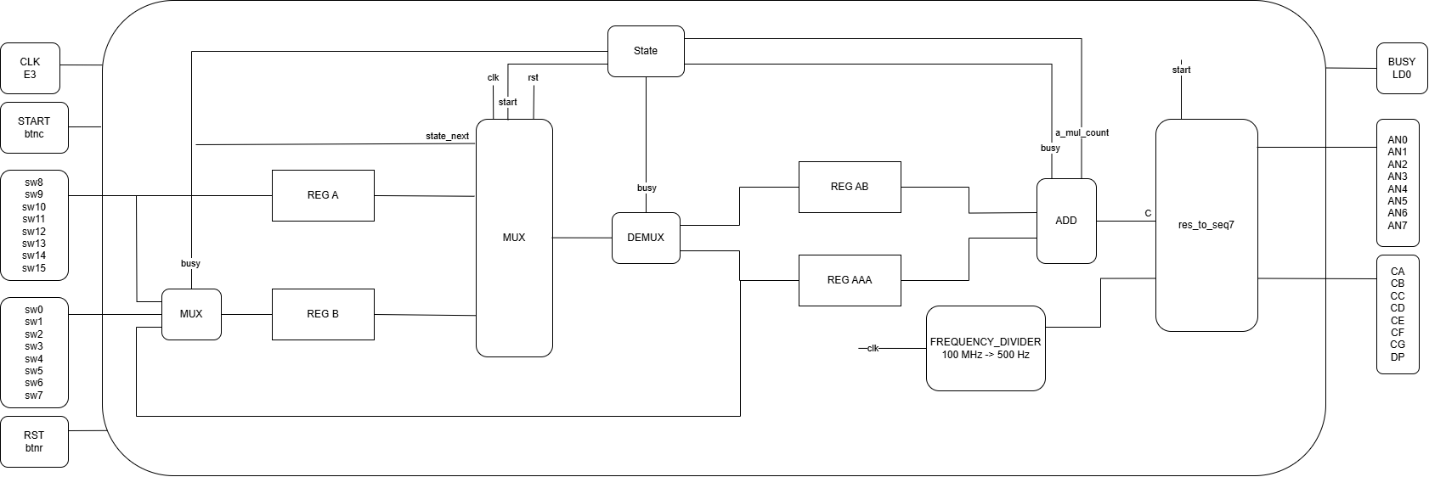 CLK
E3
START
btnc
sw8
sw9
sw10
sw11
sw12
sw13
sw14
sw15
sw0
sw1
sw2
sw3
sw4
sw5
sw6
sw7
RST
btnr
State
clk
start
rst
state_next
REG A
busy
MUX
REG B
MUX
busy
DEMUX
REG AB
REG AAA
a_mul_count
busy
ADD
C
start
res_to_seq7
clk
FREQUENCY_DIVIDER
100 MHz -> 500 Hz
BUSY
LD0
AN0
AN1
AN2
AN3
AN4
AN5
AN6
AN7
CA
CB
CC
CD
CE
CF
CG
DP